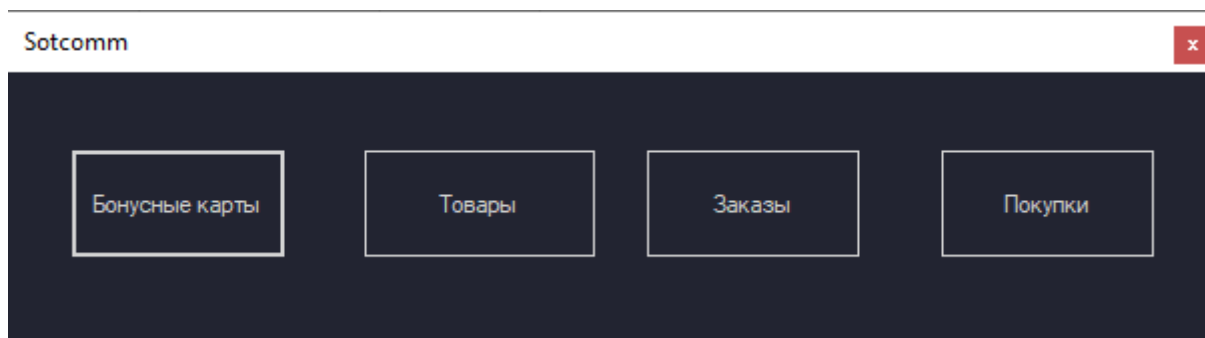 Sotcomm
x
Бонусные карты
Товары
Заказы
Покупки